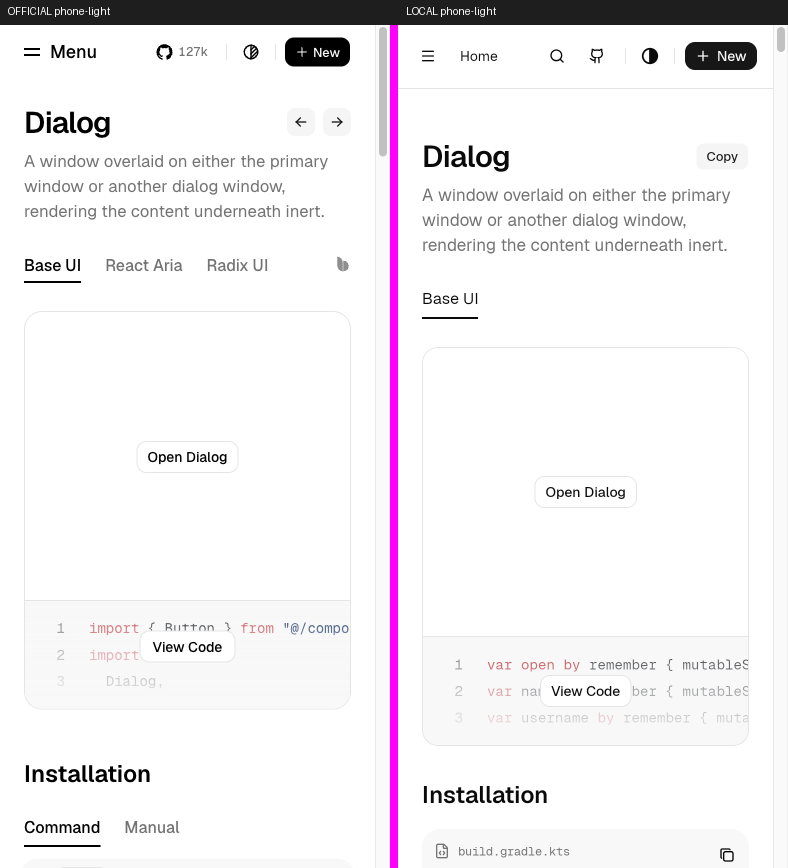 OFFICIAL phone-light
Menu
127k
New
Dialog
A window overlaid on either the primary
window or another dialog window,
rendering the content underneath inert.
Base UI
React Aria
Radix UI
Open Dialog
1 import { Button } from "@/compo
2 import
View Code
3 Dialog,
Installation
Command
Manual
LOCAL phone-light
Home
New
Dialog
Copy
A window overlaid on either the primary
window or another dialog window,
rendering the content underneath inert.
Base UI
Open Dialog
1 var open by remember { mutableS
2 var ber { mutableS
View Code
3 var username by remember { muta
Installation
build.gradle.kts